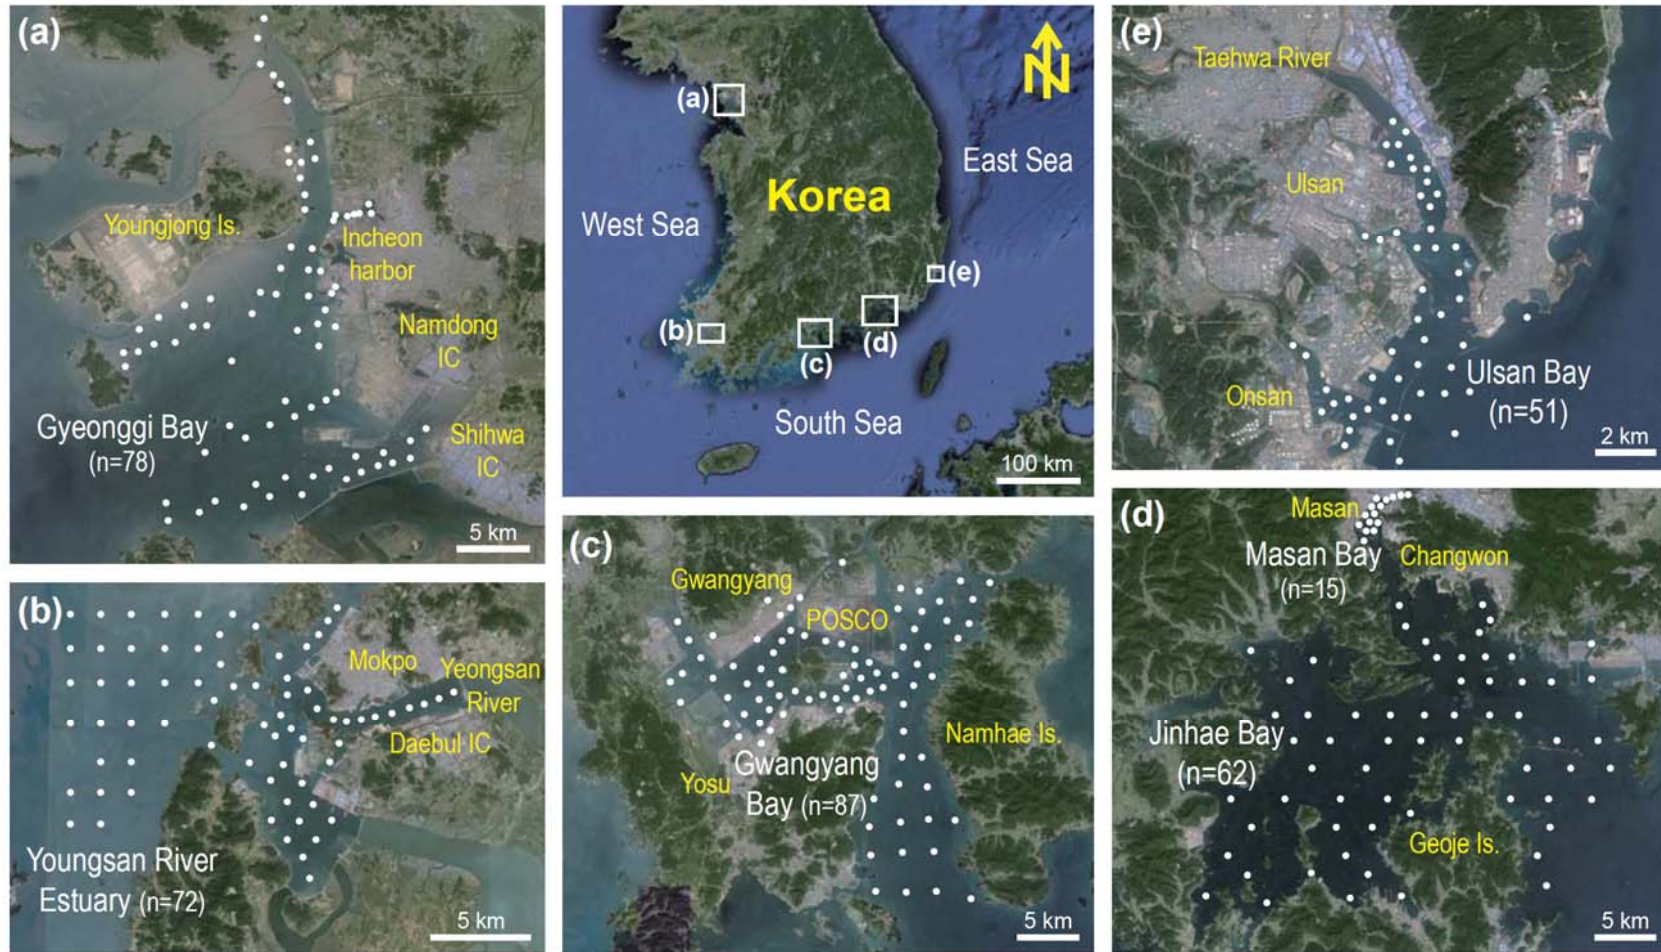 (a)
Youngjong Is.
Incheon
harbor
Namdong
IC
Gyeonggi Bay
(n=78)
Shihwa
IC
5 km
N
(a)
East Sea
Korea
West Sea
(e)
(b)
(c)
(d)
South Sea
100 km
(e)
Taehwa River
Ulsan
Onsan
Ulsan Bay
(n=51)
2 km
(b)
Mokpo
Yeongsan
River
Daebul IC
Youngsan River
Estuary (n=72)
5 km
(c)
Gwangyang
POSCO
Namhae Is.
Yosu
Gwangyang
Bay (n=87)
5 km
(d)
Masan
Masan Bay
(n=15)
Changwon
Jinhae Bay
(n=62)
Geoje Is.
5 km